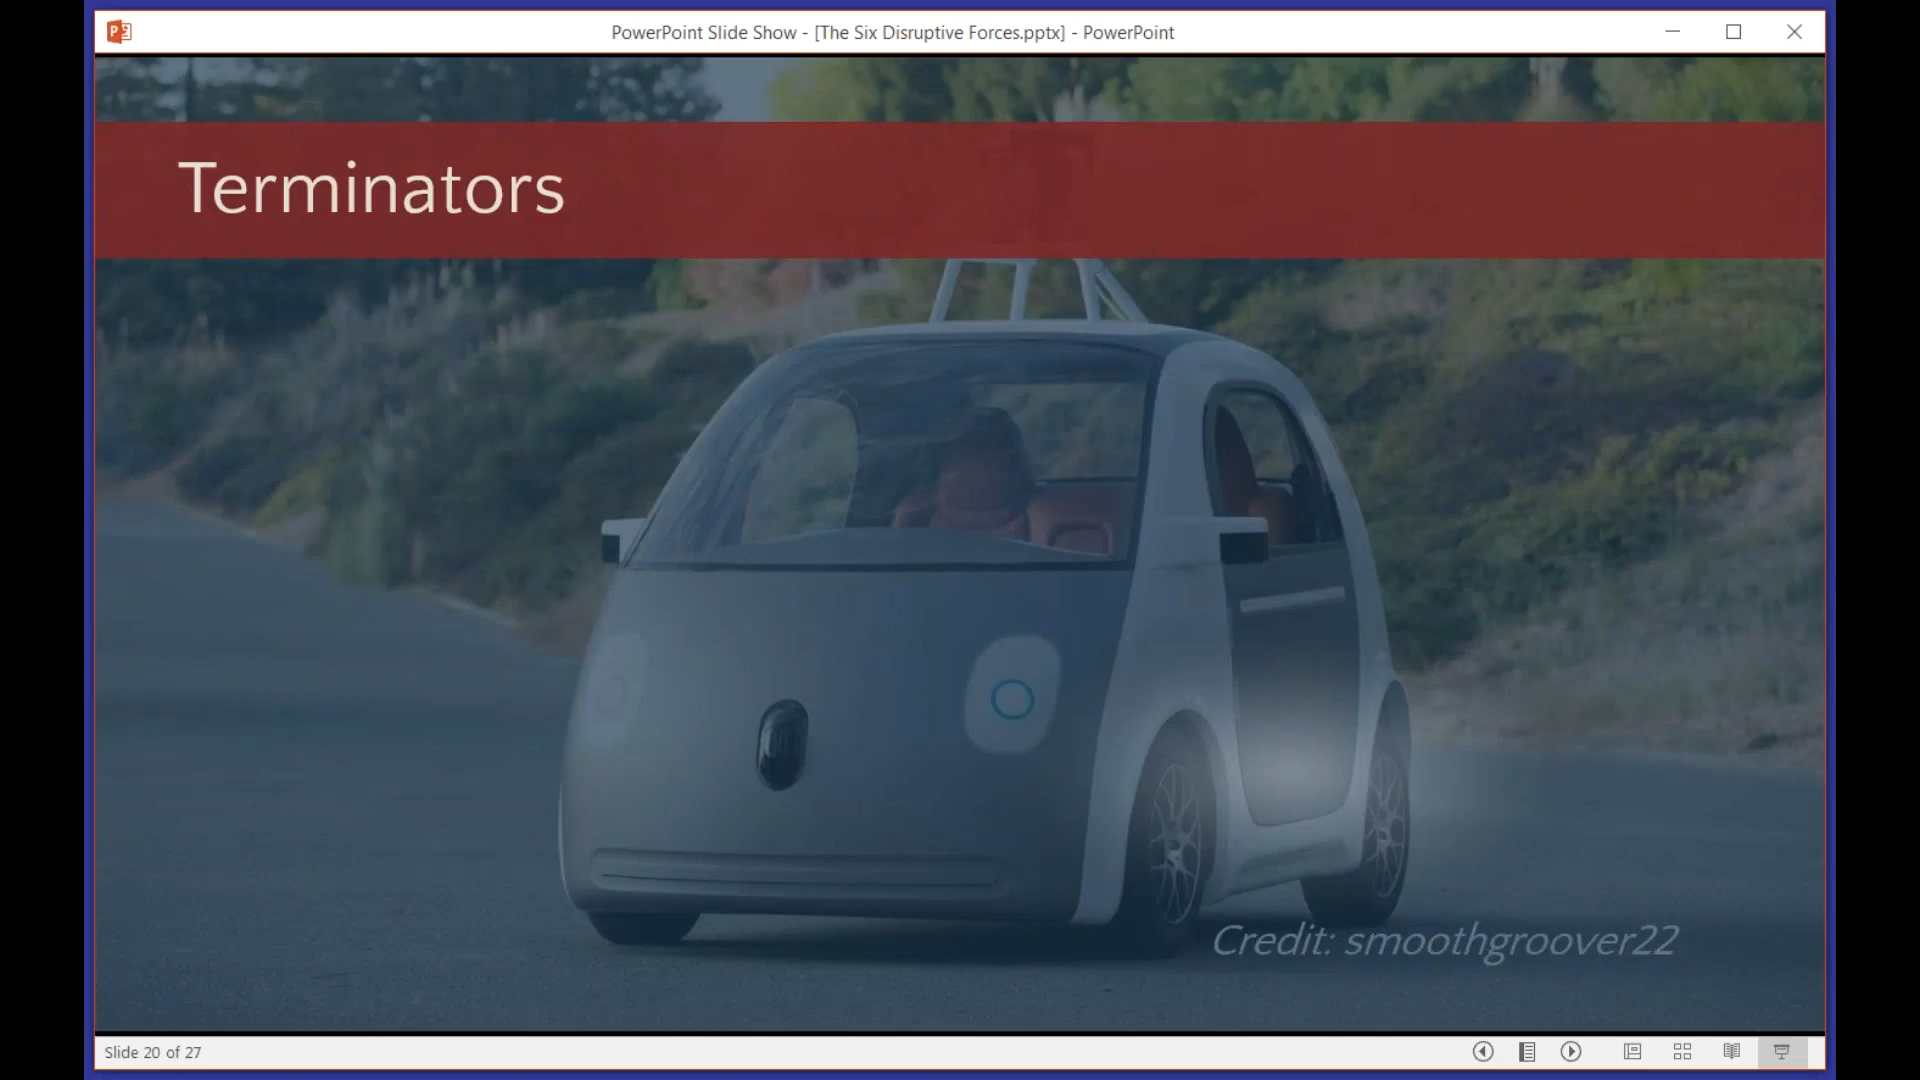 PowerPoint Slide Show - [The Six Disruptive Forces.pptx] - PowerPoint
Terminators
Credit: smoothgroover22
Slide 20 of 27